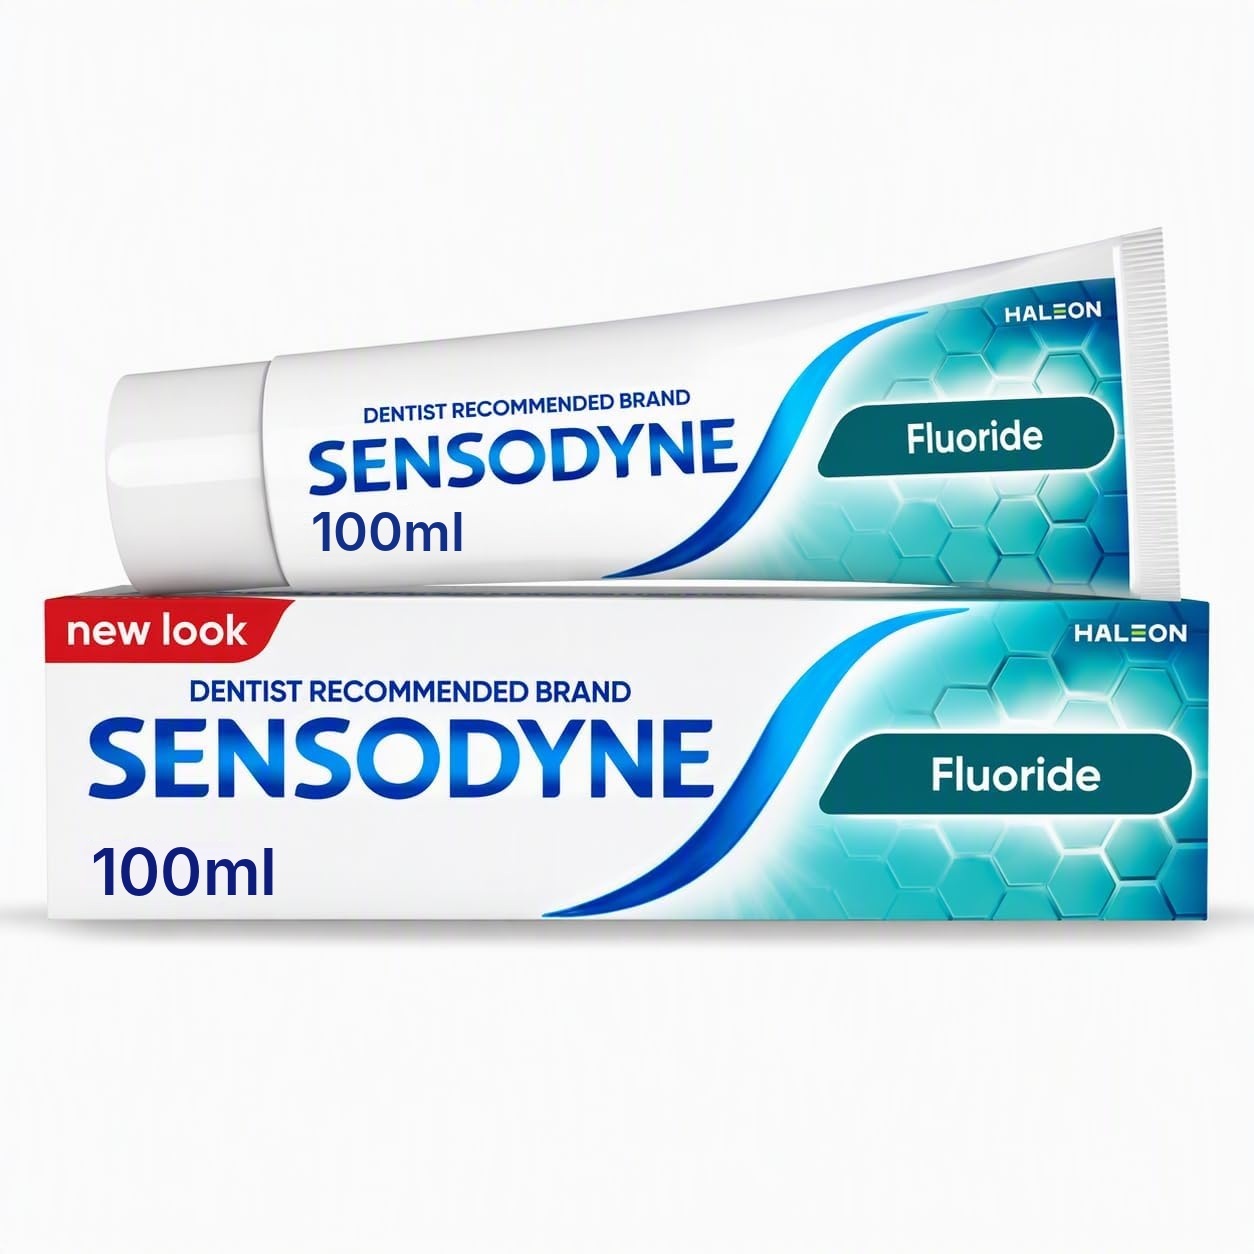 HALEON
DENTIST RECOMMENDED BRAND
SENSODYNE
Fluoride
100ml
new look
HALEON
DENTIST RECOMMENDED BRAND
SENSODYNE
Fluoride
100ml